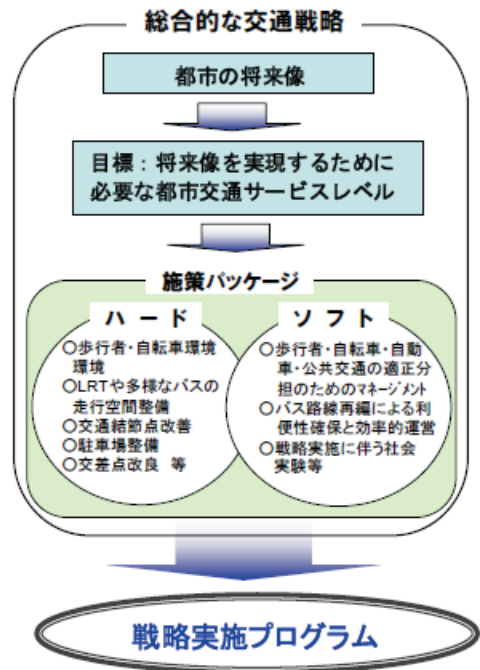 総合的な交通戦略
都市の将来像
目標：将来像を実現するために
必要な都市交通サービスレベル
施策パッケージ
ハード
○歩行者・自転車環境
環境
○LRTや多様なバスの
走行空間整備
○交通結節点改善
○駐車場整備
○交差点改良 等
ソフト
○歩行者・自転車・自動
車・公共交通の適正分
担のためのマネージメント
○バス路線再編による利
便性確保と効率的運営
○戦略実施に伴う社会
実験等
戦略実施プログラム